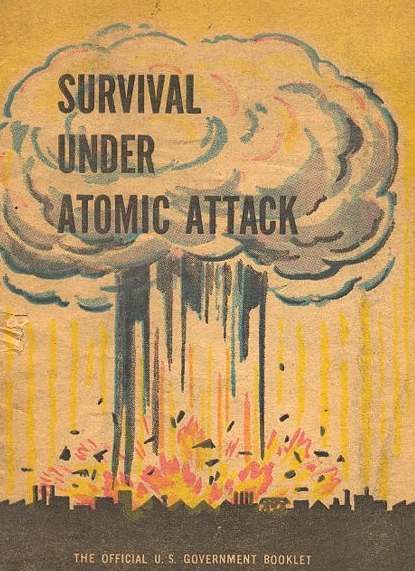 SURVIVAL
UNDER
ATOMIC ATTACK
THE OFFICIAL U. S. GOVERNMENT BOOKLET